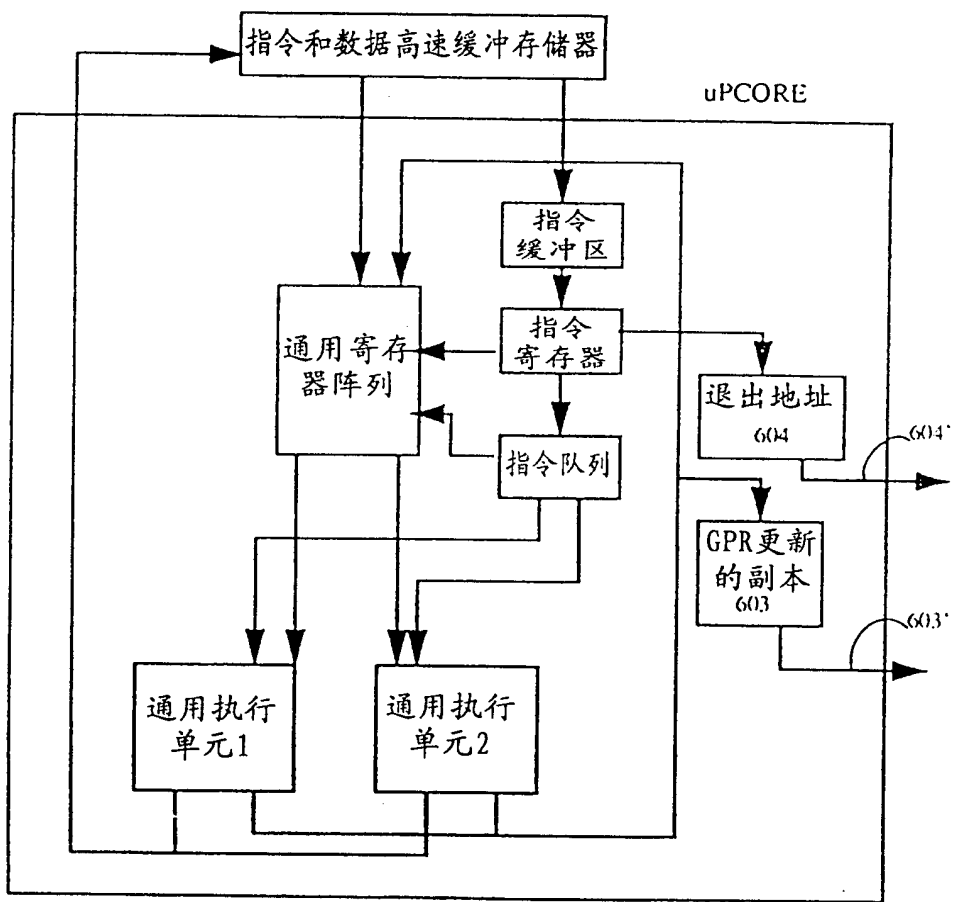 指令和数据高速缓冲存储器
uPCORE
指令
缓冲区
通用寄存
器阵列
指令
寄存器
退出地址
604
604'
指令队列
GPR更新
的副本
603
603'
通用执行
单元1
通用执行
单元2